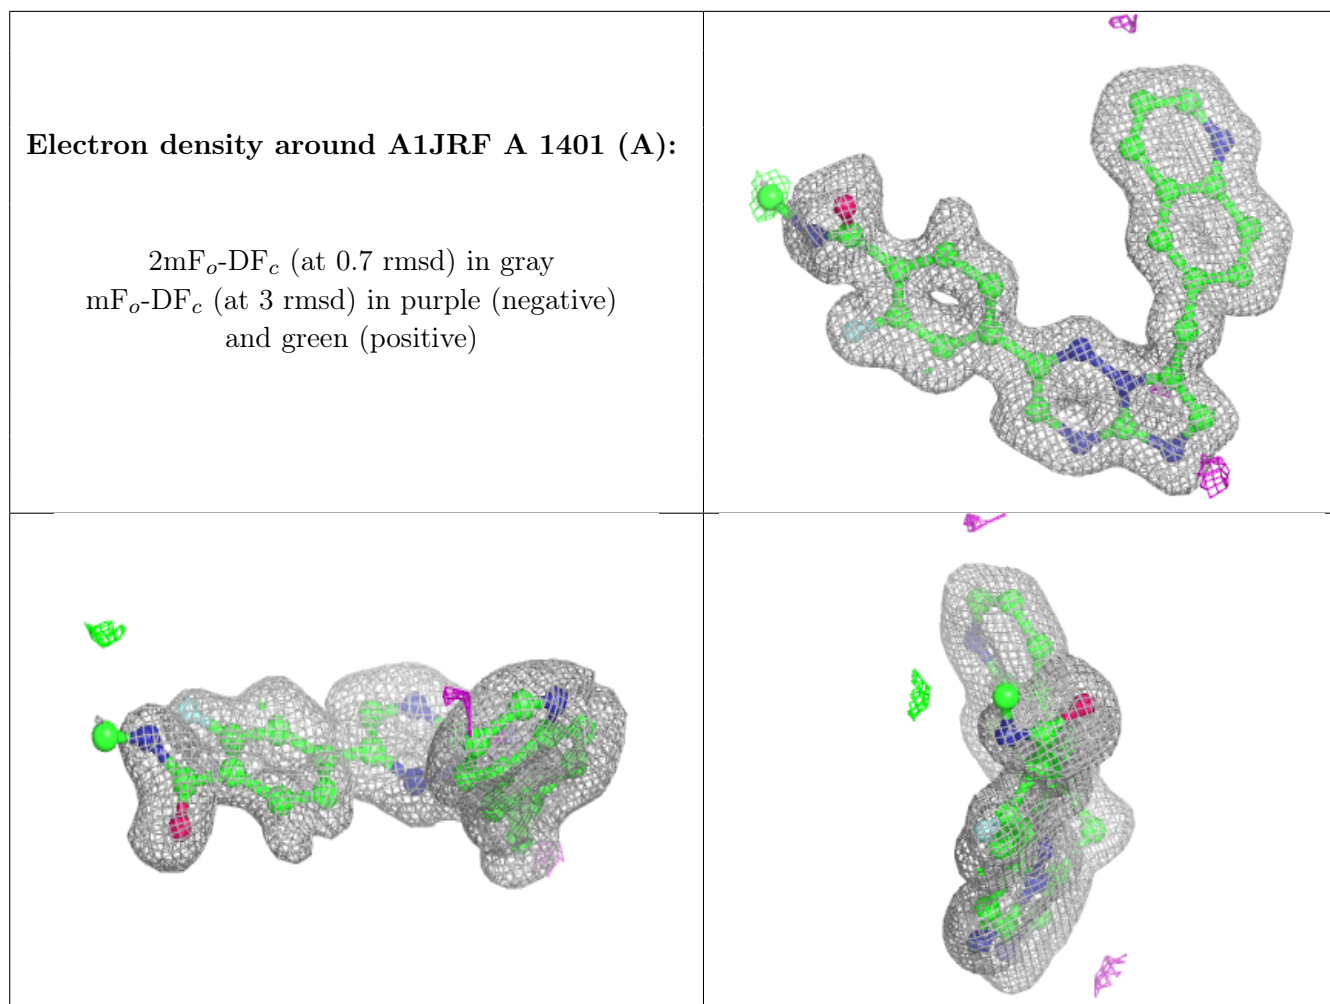 Electron density around A1JRF A 1401 (A):
2mFo-DFc (at 0.7 rmsd) in gray
mFo-DFc (at 3 rmsd) in purple (negative)
and green (positive)